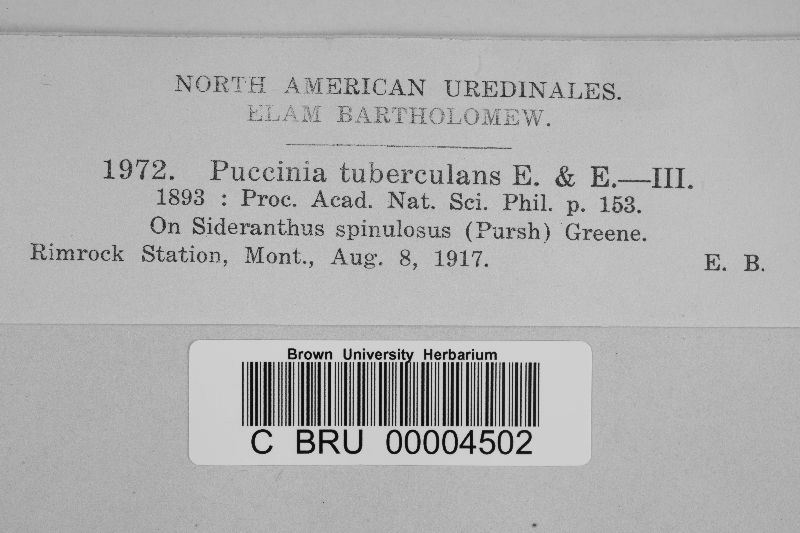 NORTH AMERICAN UREDINALES.
ELAM BARTHOLOMEW.
1972. Puccinia tuberculans E. & E.—III.
1893 : Proc. Acad. Nat. Sci. Phil. p. 153.
On Sideranthus spinulosus (Pursh) Greene.
Rimrock Station, Mont., Aug. 8, 1917. E. B.
Brown University Herbarium
C BRU 00004502